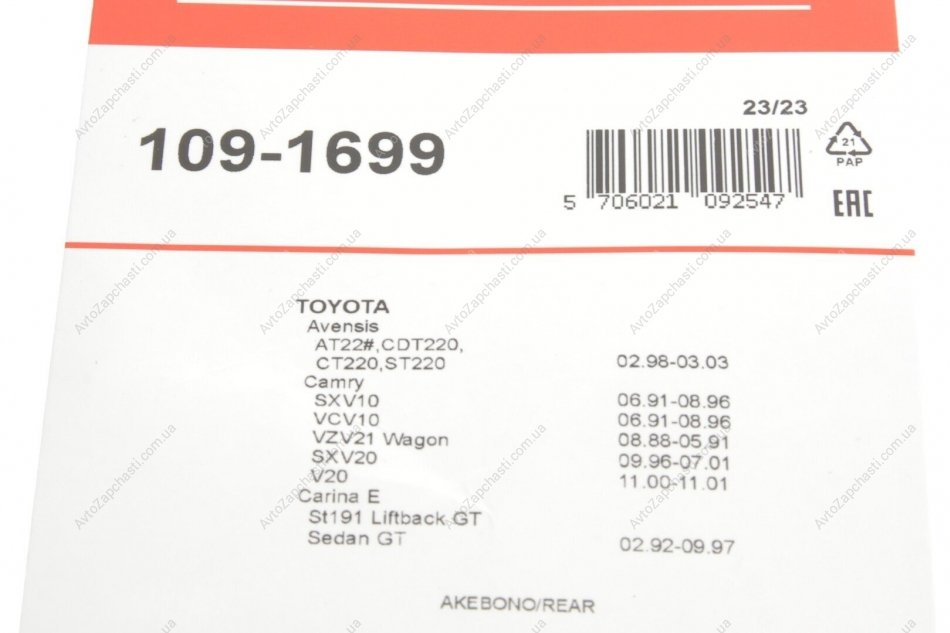 23/23
109-1699
21
PAP
5 706021 092547
EAC
TOYOTA
Avensis
AT22#,CDT220,
CT220,ST220 02.98-03.03
Camry
SXV10 06.91-08.96
VCV10 06.91-08.96
VZV21 Wagon 08.88-05.91
SXV20 09.96-07.01
V20 11.00-11.01
Carina E
St191 Liftback GT
Sedan GT 02.92-09.97
AKEBONO/REAR
AvtoZapchasti.com.ua